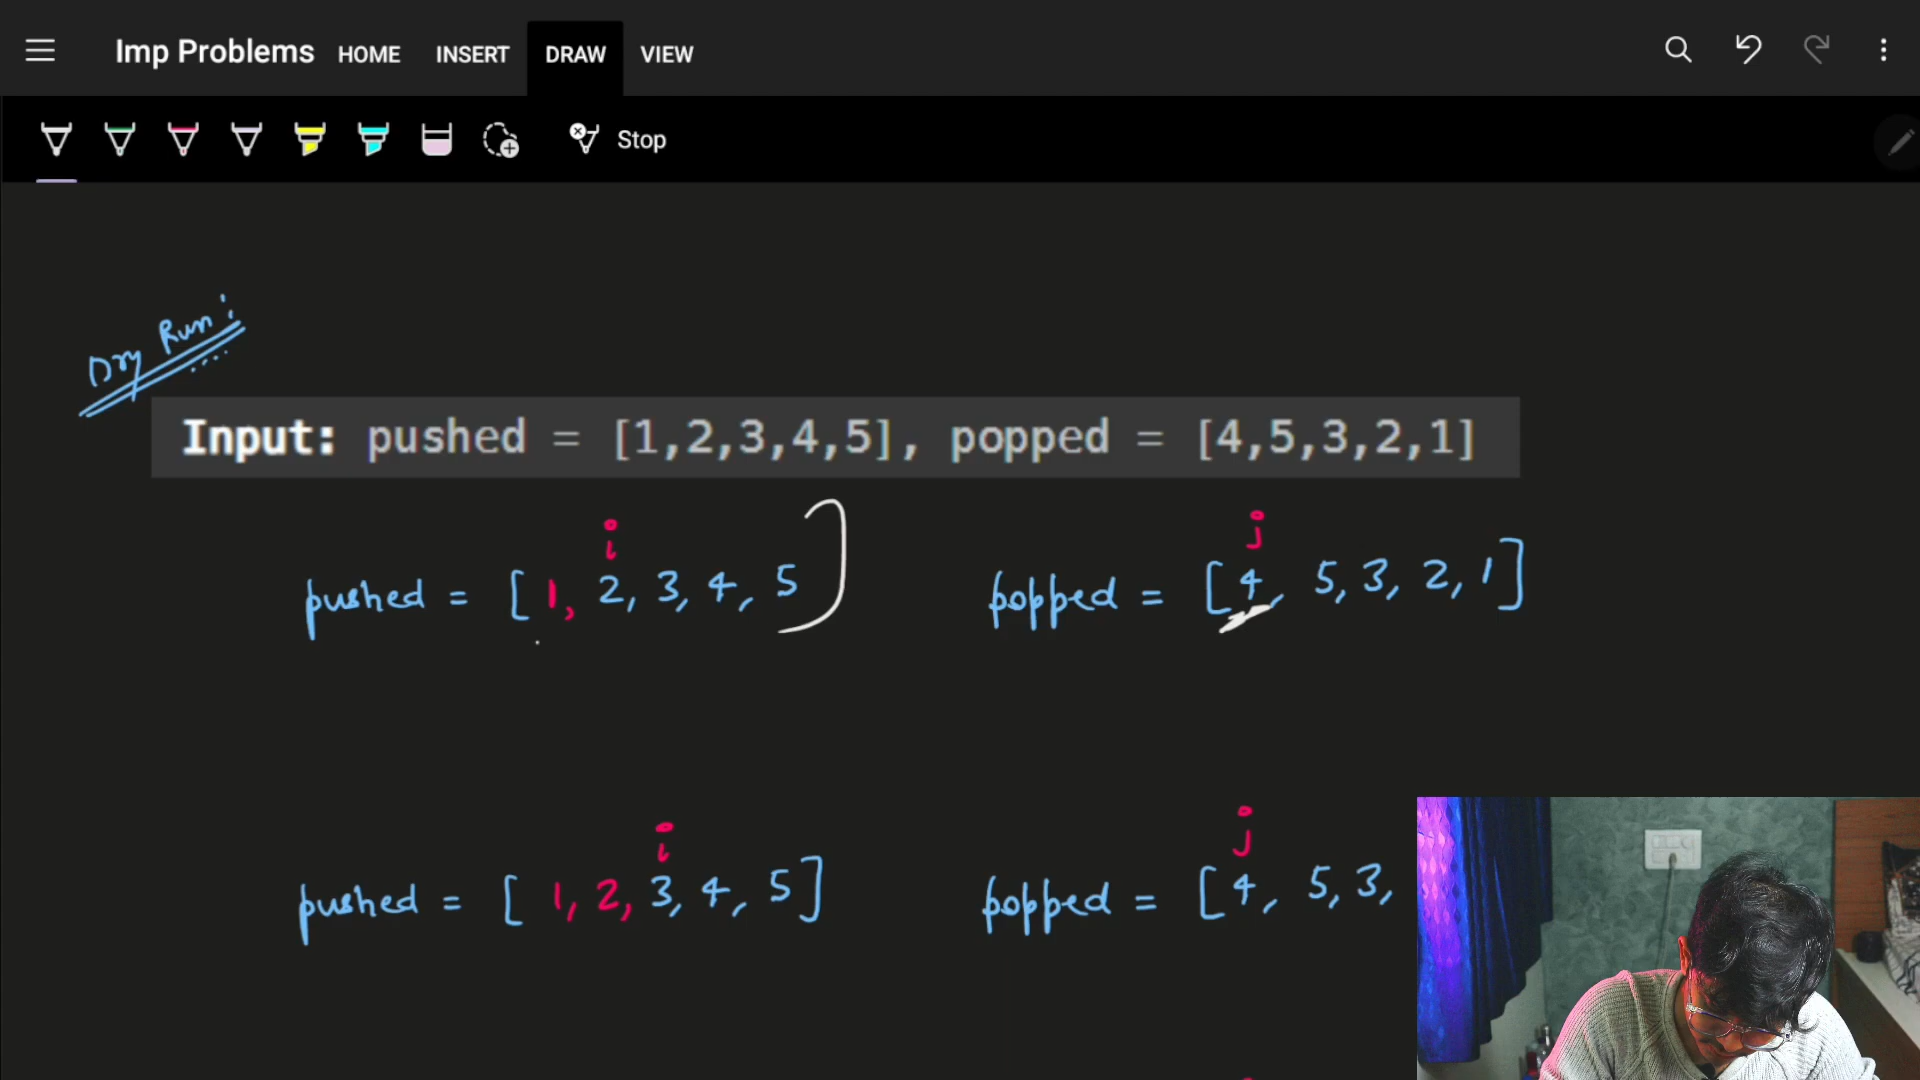 Imp Problems HOME INSERT DRAW VIEW
Stop
Dry Run :
Input: pushed = [1,2,3,4,5], popped = [4,5,3,2,1]
i
j
pushed = [ 1, 2, 3, 4, 5
popped = [4, 5, 3, 2, 1]
i
j
pushed = [ 1, 2, 3, 4, 5]
popped = [4, 5, 3,